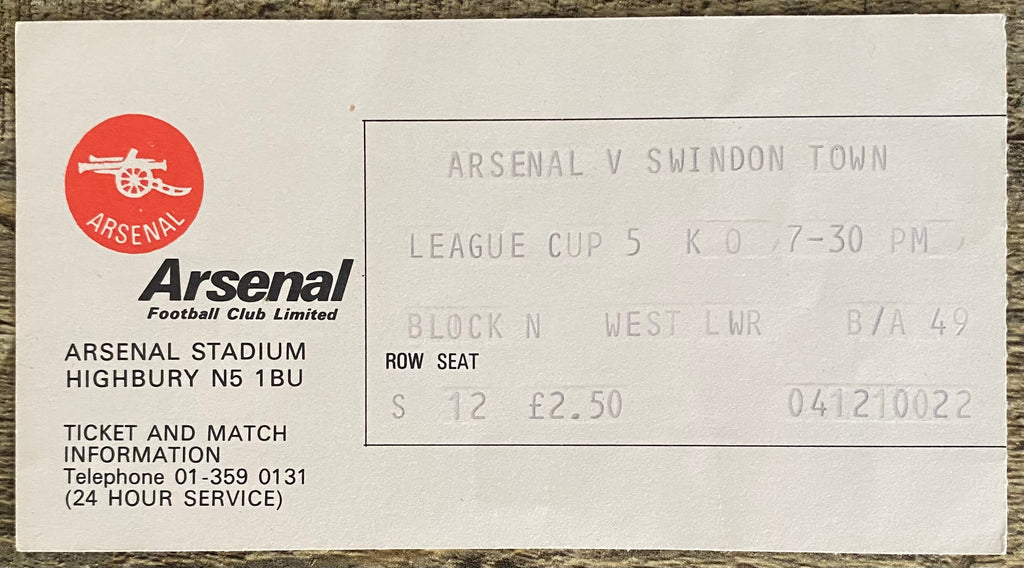 ARSENAL
Arsenal
Football Club Limited
ARSENAL STADIUM
HIGHBURY N5 1BU
TICKET AND MATCH
INFORMATION
Telephone 01-359 0131
(24 HOUR SERVICE)
ARSENAL V SWINDON TOWN
LEAGUE CUP 5 K O 7-30 PM
BLOCK N WEST LWR B/A 49
ROW SEAT
S 12 £2.50 041210022